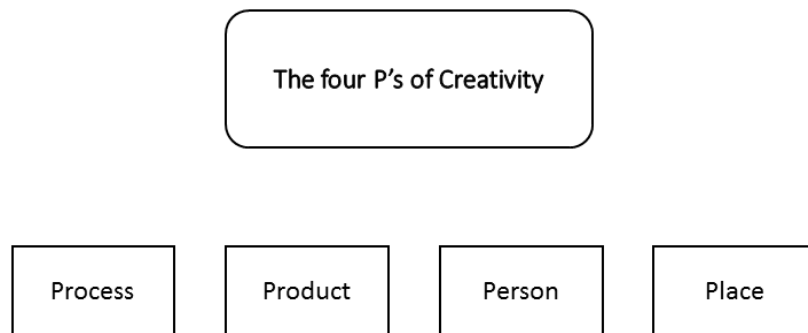 The four P’s of Creativity
Process Product Person Place